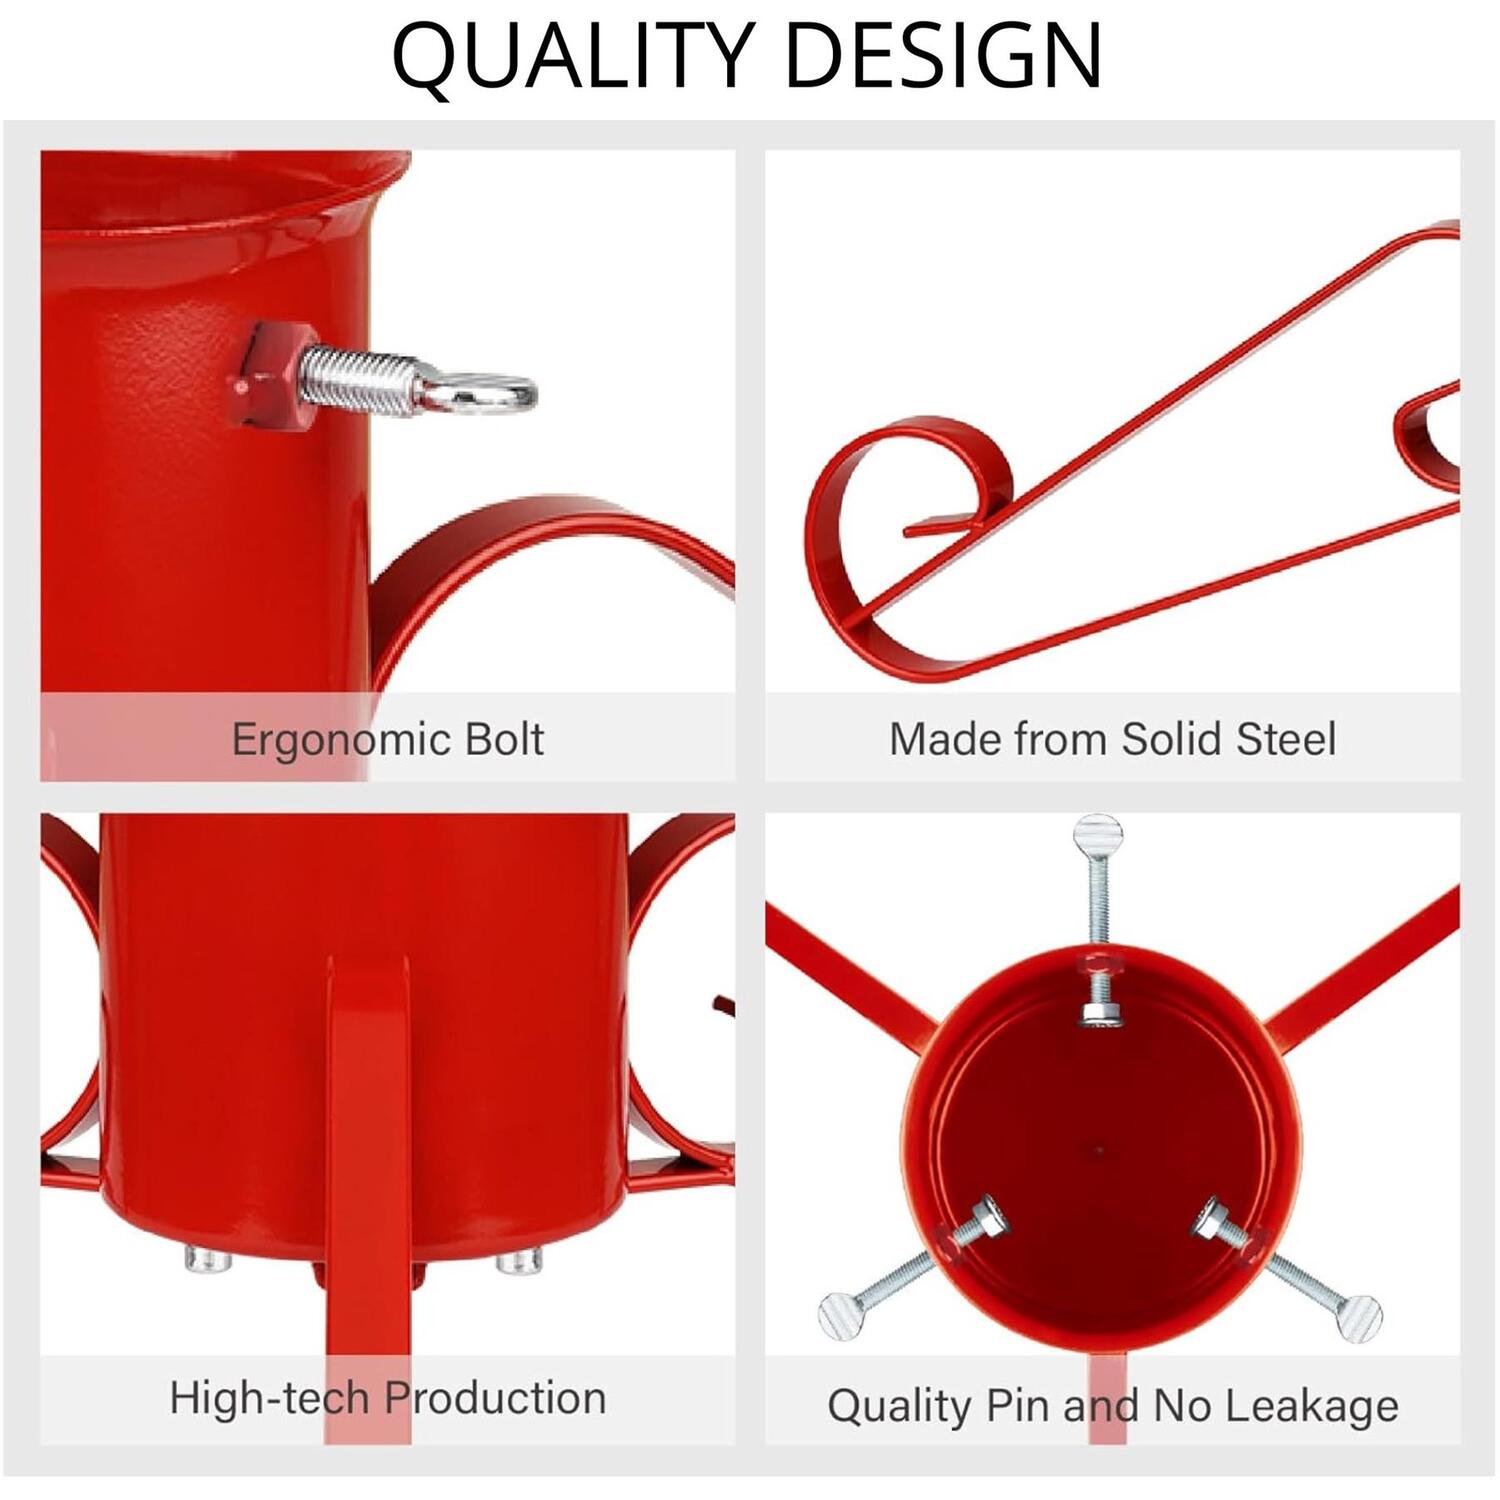 QUALITY DESIGN
Ergonomic Bolt
Made from Solid Steel
High-tech Production
Quality Pin and No Leakage